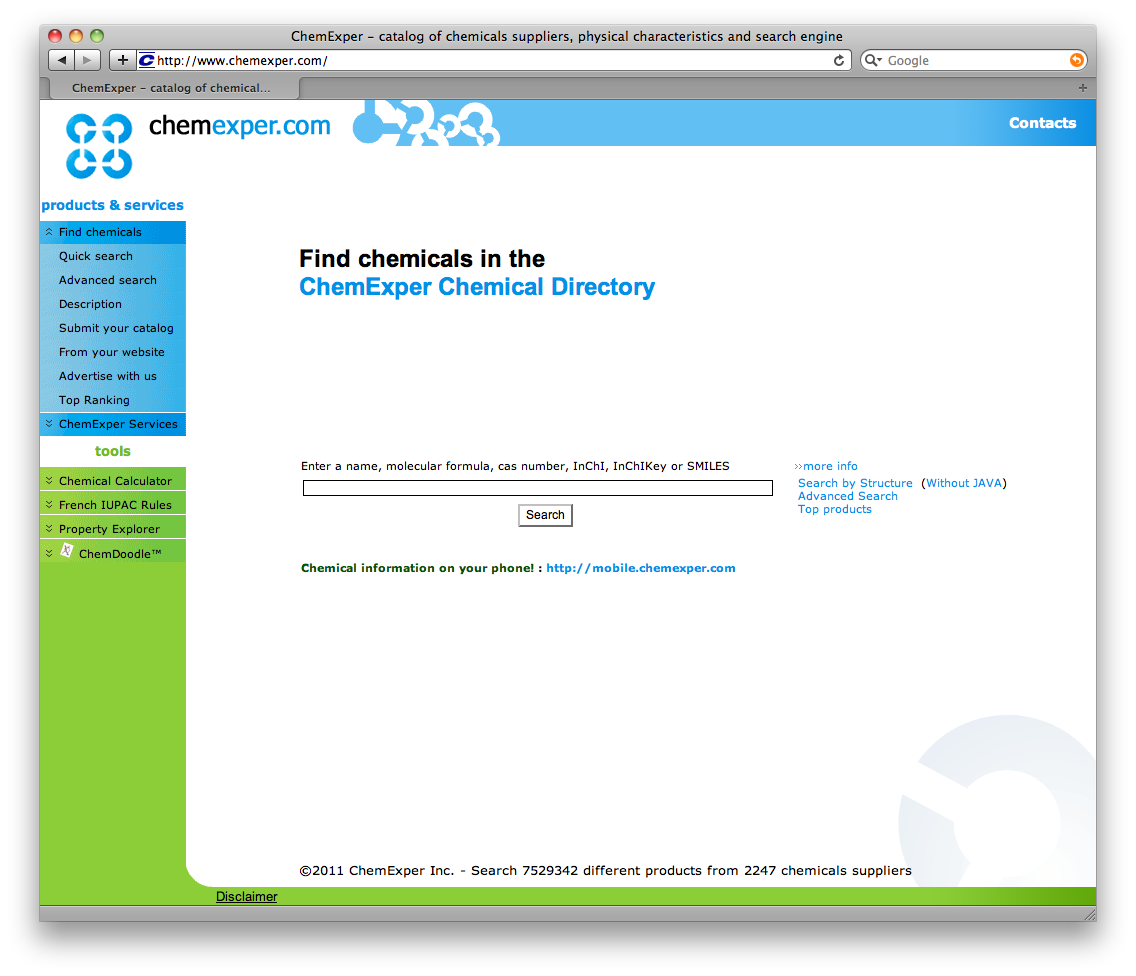 ChemExper – catalog of chemicals suppliers, physical characteristics and search engine
http://www.chemexper.com/
Google
ChemExper – catalog of chemical...
chemexper.com
Contacts
products & services
Find chemicals
Quick search
Advanced search
Description
Submit your catalog
From your website
Advertise with us
Top Ranking
ChemExper Services
tools
Chemical Calculator
French IUPAC Rules
Property Explorer
ChemDoodle™
Find chemicals in the
ChemExper Chemical Directory
Enter a name, molecular formula, cas number, InChI, InChIKey or SMILES
Search
more info
Search by Structure (Without JAVA)
Advanced Search
Top products
Chemical information on your phone! : http://mobile.chemexper.com
©2011 ChemExper Inc. - Search 7529342 different products from 2247 chemicals suppliers
Disclaimer